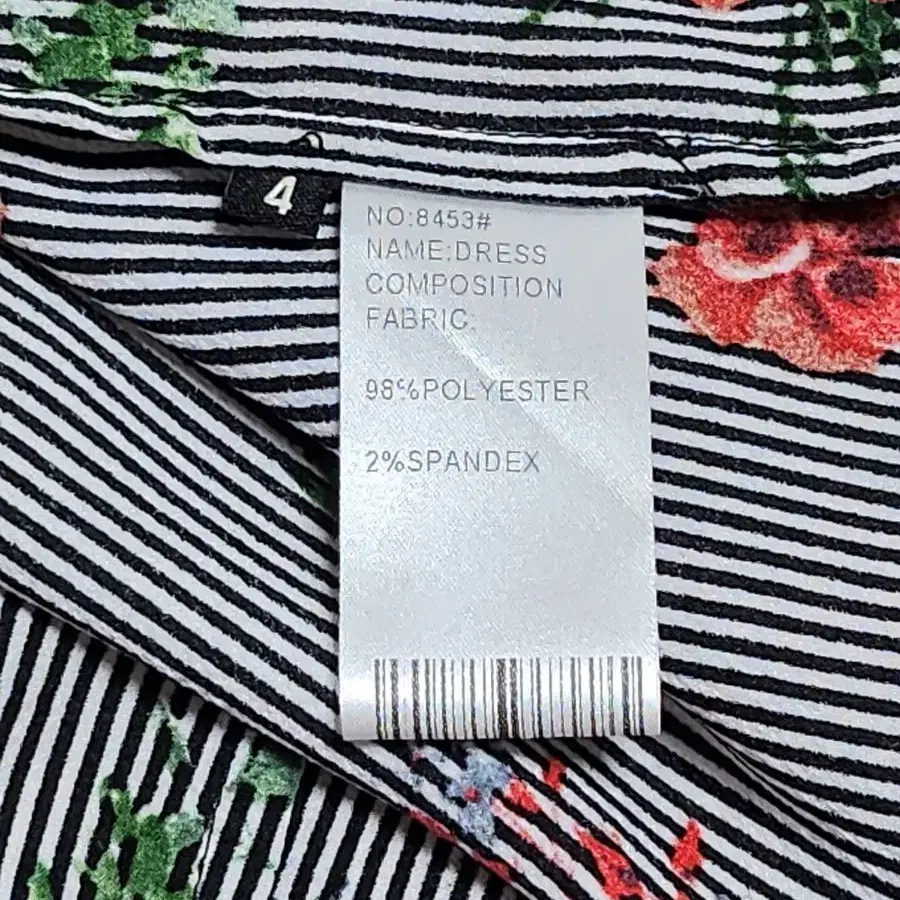 4
NO:8453#
NAME:DRESS
COMPOSITION
FABRIC:
98%POLYESTER
2%SPANDEX